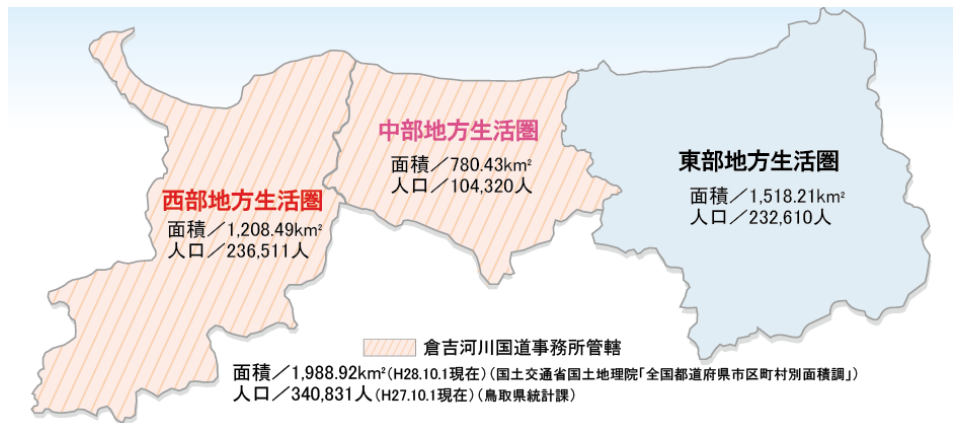 中部地方生活圏
面積／780.43km²
人口／104,320人
東部地方生活圏
面積／1,518.21km²
人口／232,610人
西部地方生活圏
面積／1,208.49km²
人口／236,511人
倉吉河川国道事務所管轄
面積／1,988.92km²(H28.10.1現在)(国土交通省国土地理院「全国都道府県市区町村別面積調」)
人口／340,831人(H27.10.1現在)(鳥取県統計課)